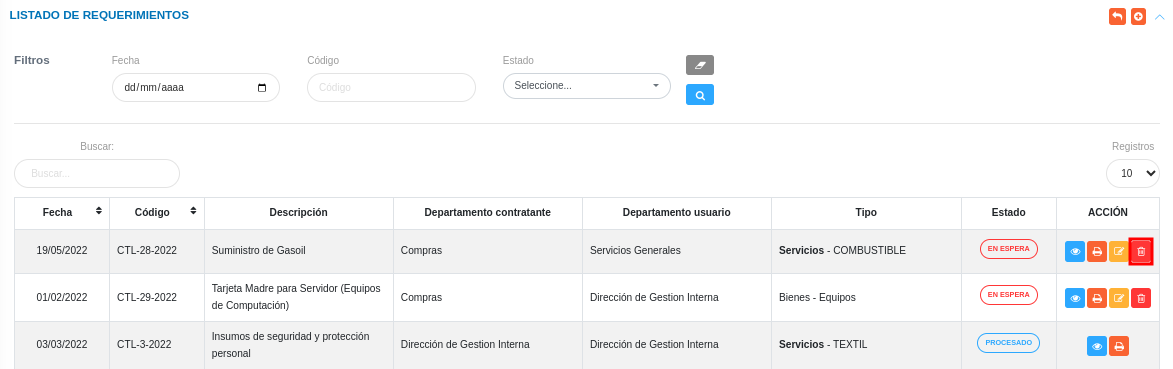 LISTADO DE REQUERIMIENTOS
Filtros
Fecha
Código
Estado
dd/mm/aaaa
Código
Seleccione...
Buscar:
Registros
Buscar...
10
Fecha Código Descripción Departamento contratante Departamento usuario Tipo Estado ACCIÓN
19/05/2022 CTL-28-2022 Suministro de Gasoil Compras Servicios Generales Servicios - COMBUSTIBLE EN ESPERA
01/02/2022 CTL-29-2022 Tarjeta Madre para Servidor (Equipos de Computación) Compras Dirección de Gestion Interna Bienes - Equipos EN ESPERA
03/03/2022 CTL-3-2022 Insumos de seguridad y protección personal Dirección de Gestion Interna Dirección de Gestion Interna Servicios - TEXTIL PROCESADO